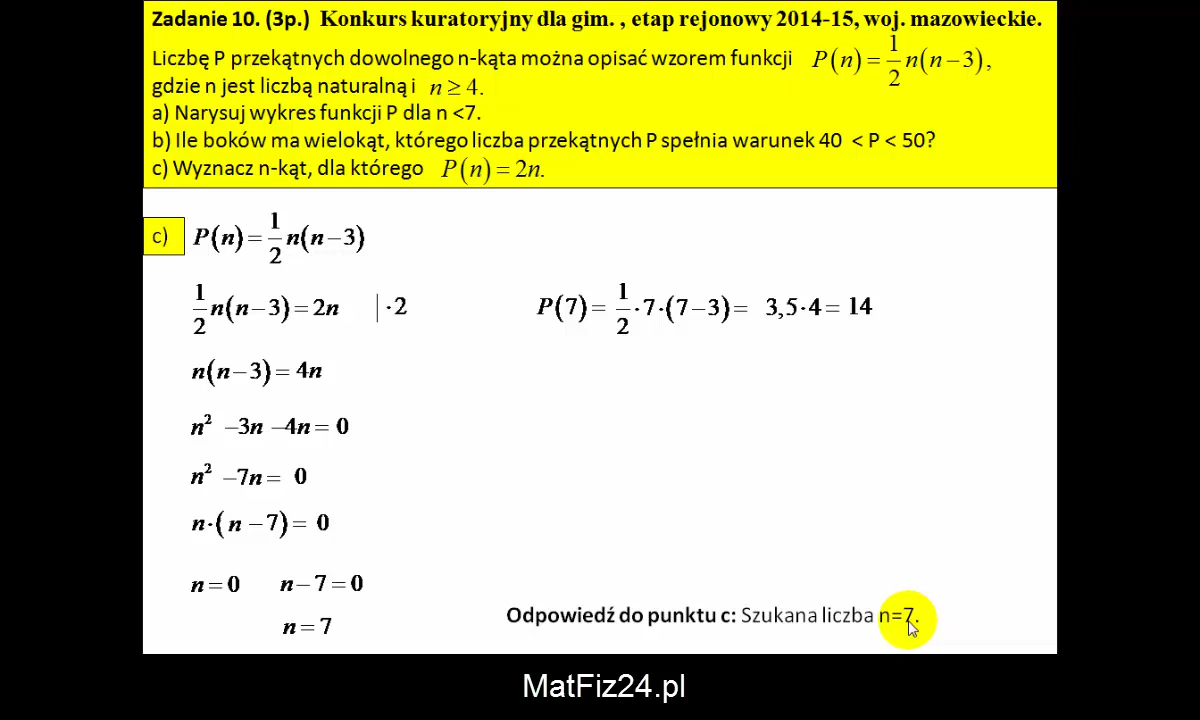 Zadanie 10. (3p.) Konkurs kuratoryjny dla gim. , etap rejonowy 2014-15, woj. mazowieckie.
Liczbę P przekątnych dowolnego n-kąta można opisać wzorem funkcji P(n) = 1/2 n(n−3),
gdzie n jest liczbą naturalną i n ≥ 4.
a) Narysuj wykres funkcji P dla n <7.
b) Ile boków ma wielokąt, którego liczba przekątnych P spełnia warunek 40 < P < 50?
c) Wyznacz n-kąt, dla którego P(n) = 2n.
c) P(n) = 1/2 n(n−3)
1/2 n(n−3) = 2n | ·2
P(7) = 1/2 ·7·(7−3) = 3,5·4 = 14
n(n−3) = 4n
n² −3n −4n = 0
n² −7n = 0
n·(n −7) = 0
n = 0 n−7 = 0
n = 7
Odpowiedź do punktu c: Szukana liczba n=7.
MatFiz24.pl